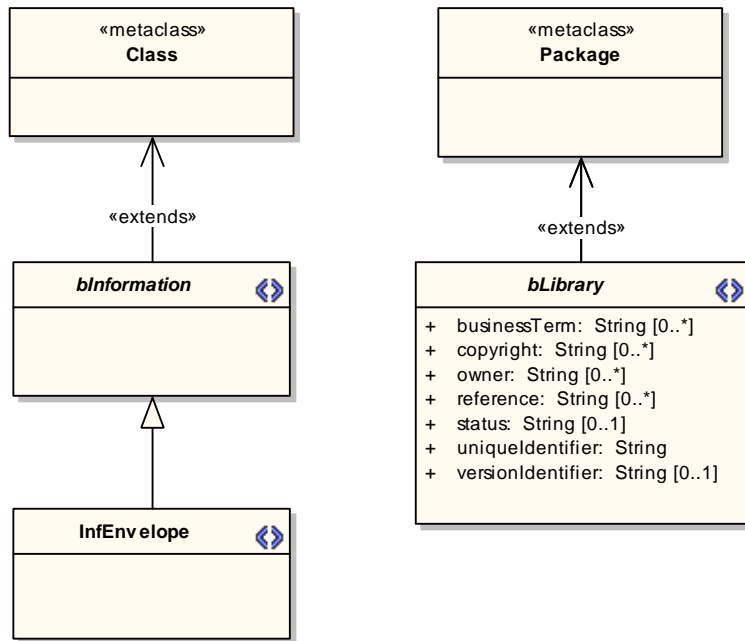 «metaclass»
Class
«metaclass»
Package
«extends»
«extends»
bInformation
bLibrary
+ businessTerm: String [0..*]
+ copyright: String [0..*]
+ owner: String [0..*]
+ reference: String [0..*]
+ status: String [0..1]
+ uniqueIdentifier: String
+ versionIdentifier: String [0..1]
InfEnvelope